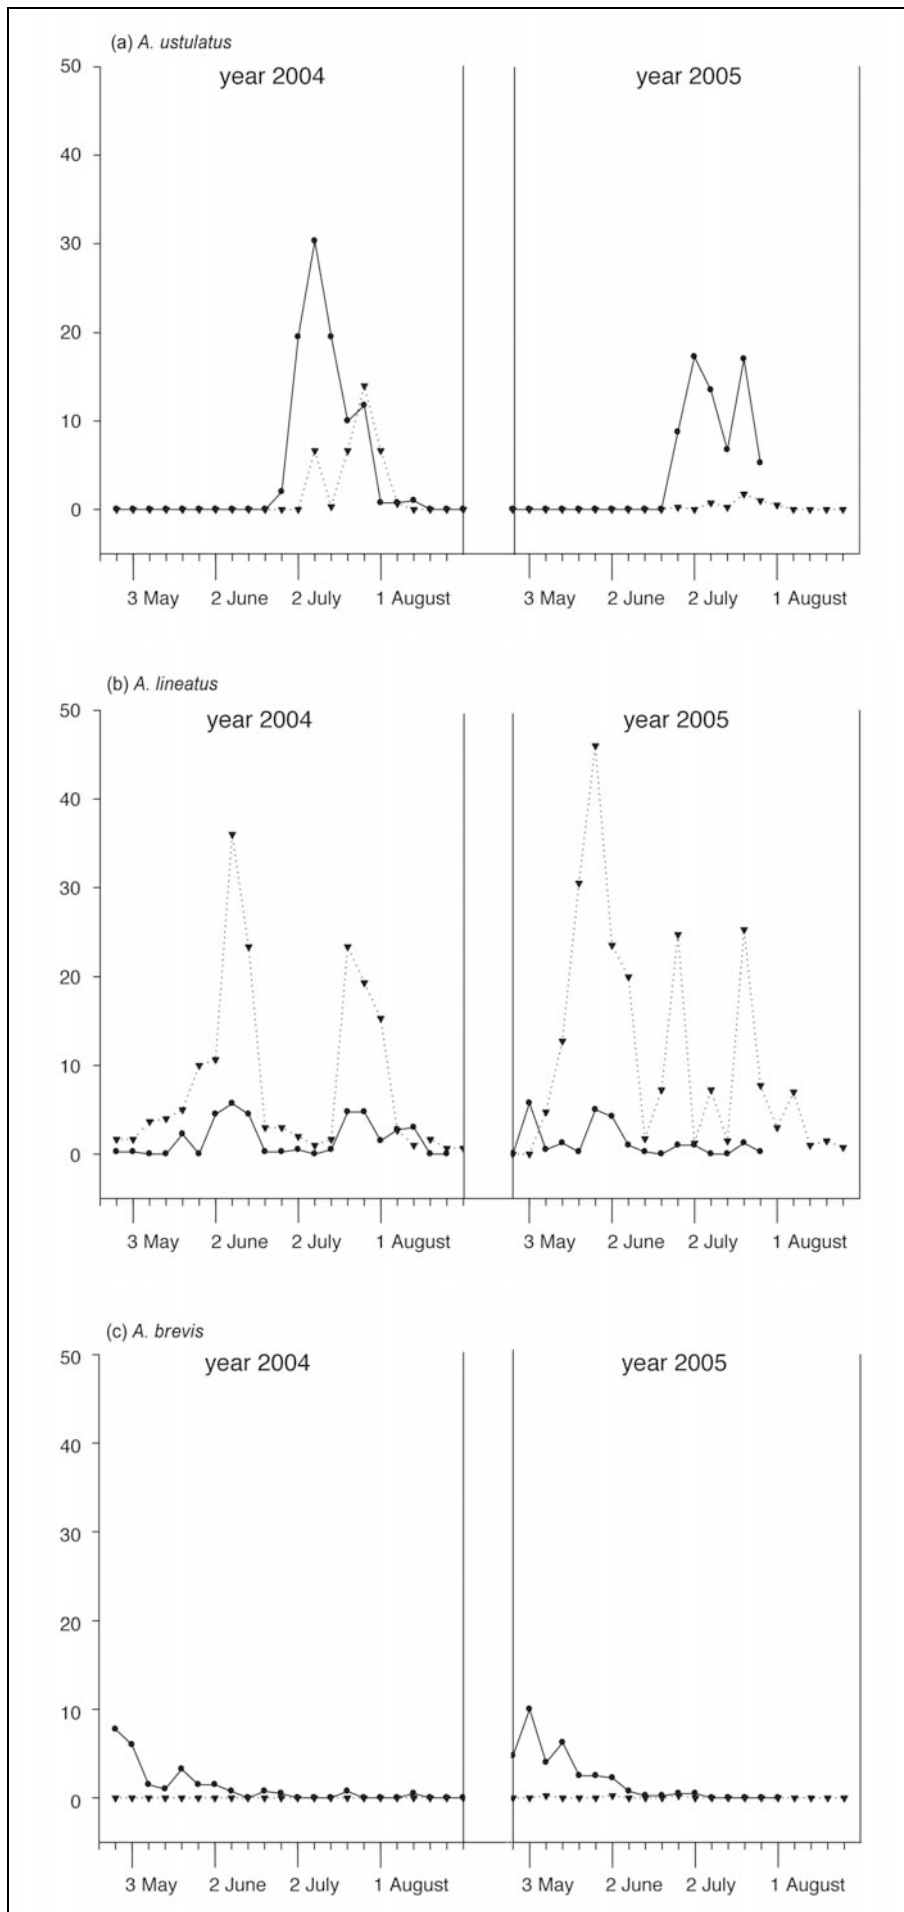 (a) A. ustulatus
year 2004 year 2005
50
40
30
20
10
0
3 May 2 June 2 July 1 August 3 May 2 June 2 July 1 August
(b) A. lineatus
year 2004 year 2005
50
40
30
20
10
0
3 May 2 June 2 July 1 August 3 May 2 June 2 July 1 August
(c) A. brevis
year 2004 year 2005
50
40
30
20
10
0
3 May 2 June 2 July 1 August 3 May 2 June 2 July 1 August